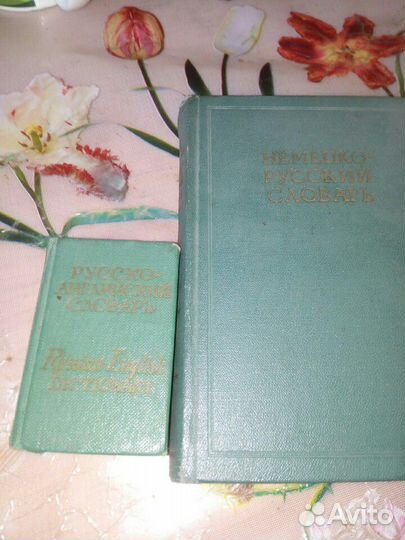 НЕМЕЦКО-
РУССКИЙ
СЛОВАРЬ
РУССКО-
АНГЛИЙСКИЙ
СЛОВАРЬ
Russian-English
DICTIONARY
Avito